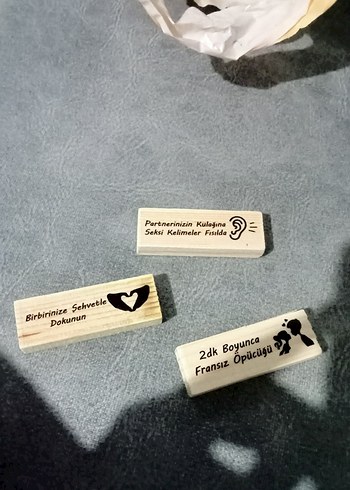 Partnerinizin Kulağına
Seksi Kelimeler Fısılda
Birbirinize Şehvetle
Dokunun
2dk Boyunca
Fransız Öpücüğü